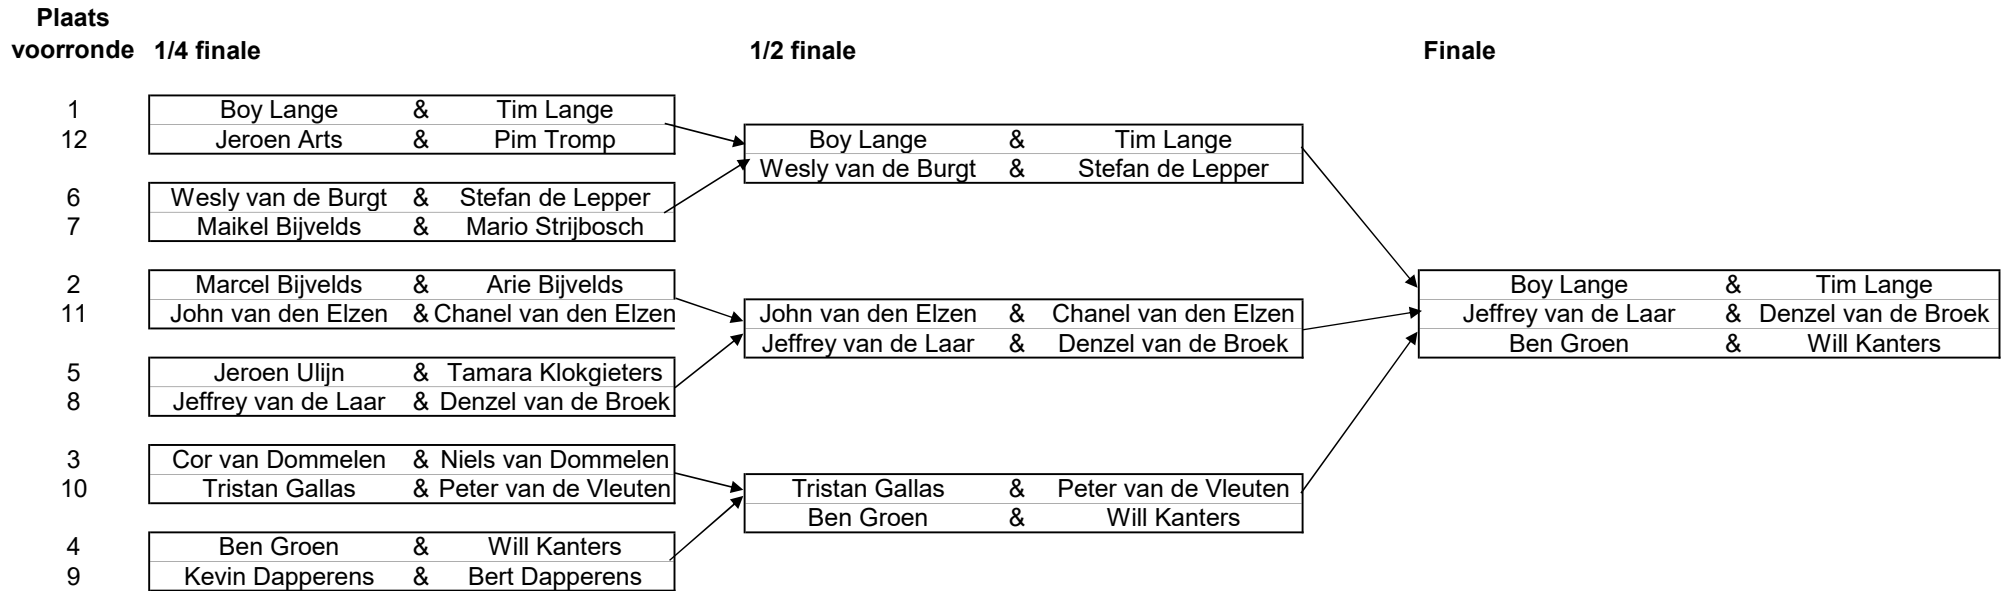 Plaats
voorronde 1/4 finale 1/2 finale Finale
1 Boy Lange & Tim Lange
12 Jeroen Arts & Pim Tromp
Boy Lange & Tim Lange
Wesly van de Burgt & Stefan de Lepper
6 Wesly van de Burgt & Stefan de Lepper
7 Maikel Bijvelds & Mario Strijbosch
2 Marcel Bijvelds & Arie Bijvelds
11 John van den Elzen & Chanel van den Elzen
John van den Elzen & Chanel van den Elzen
Jeffrey van de Laar & Denzel van de Broek
Boy Lange & Tim Lange
Jeffrey van de Laar & Denzel van de Broek
Ben Groen & Will Kanters
5 Jeroen Ulijn & Tamara Klokgieters
8 Jeffrey van de Laar & Denzel van de Broek
3 Cor van Dommelen & Niels van Dommelen
10 Tristan Gallas & Peter van de Vleuten
Tristan Gallas & Peter van de Vleuten
Ben Groen & Will Kanters
4 Ben Groen & Will Kanters
9 Kevin Dapperens & Bert Dapperens